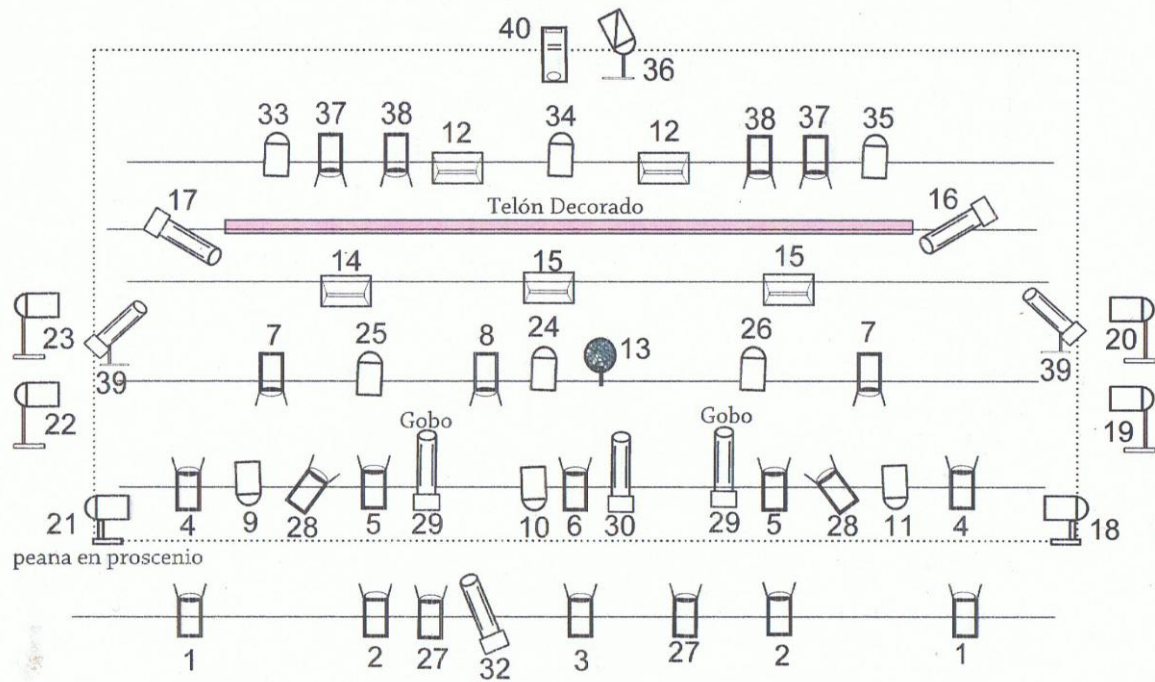 40
36
33 37 38 12 34 12 38 37 35
17 Telón Decorado 16
14 15 15
23 39 7 25 8 24 13 26 7 39 20
22 Gobo Gobo 19
21 4 9 28 5 29 10 6 30 29 5 28 11 4 18
peana en proscenio
1 2 27 32 3 27 2 1